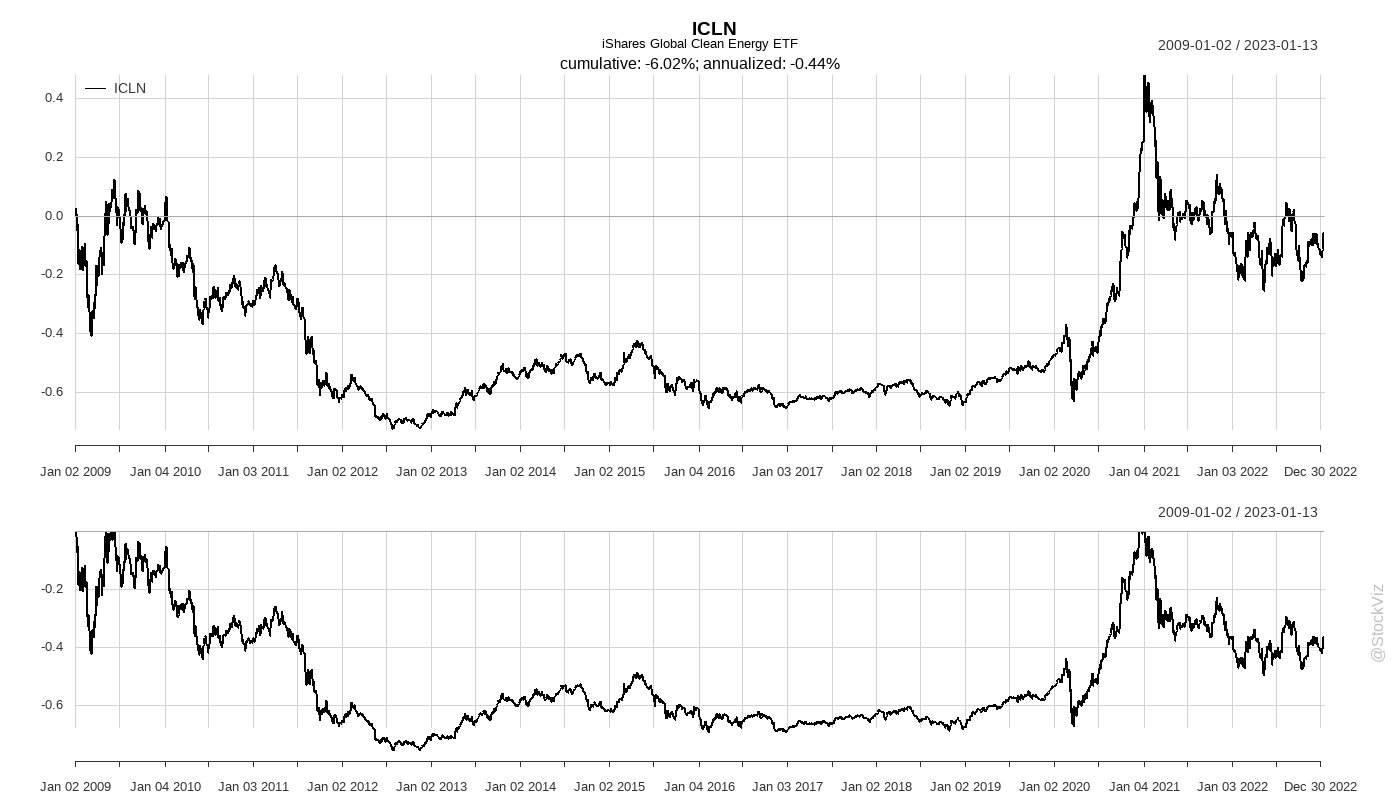 ICLN
iShares Global Clean Energy ETF
2009-01-02 / 2023-01-13
cumulative: -6.02%; annualized: -0.44%
ICLN
0.4
0.2
0.0
-0.2
-0.4
-0.6
Jan 02 2009 Jan 04 2010 Jan 03 2011 Jan 02 2012 Jan 02 2013 Jan 02 2014 Jan 02 2015 Jan 04 2016 Jan 03 2017 Jan 02 2018 Jan 02 2019 Jan 02 2020 Jan 04 2021 Jan 03 2022 Dec 30 2022
2009-01-02 / 2023-01-13
-0.2
-0.4
-0.6
Jan 02 2009 Jan 04 2010 Jan 03 2011 Jan 02 2012 Jan 02 2013 Jan 02 2014 Jan 02 2015 Jan 04 2016 Jan 03 2017 Jan 02 2018 Jan 02 2019 Jan 02 2020 Jan 04 2021 Jan 03 2022 Dec 30 2022
@StockViz